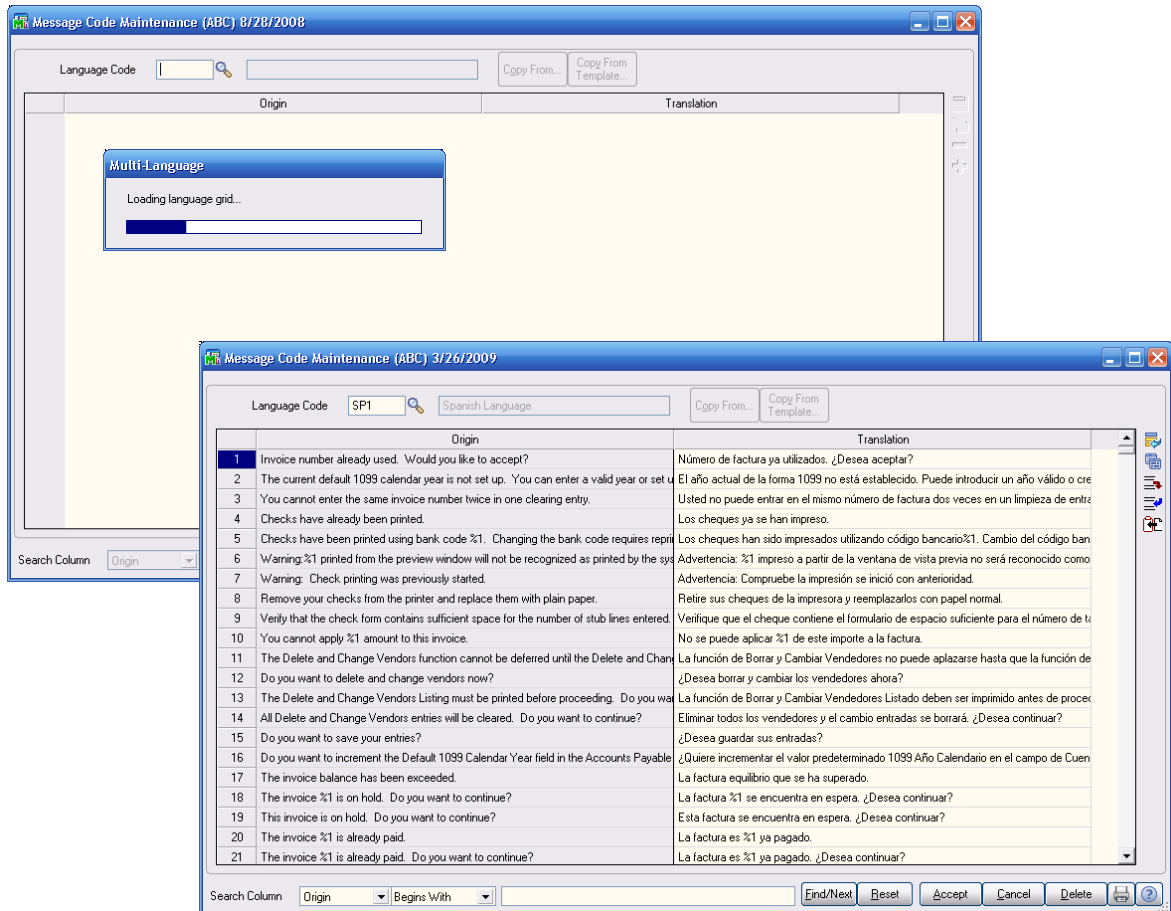 Message Code Maintenance (ABC) 8/28/2008
Language Code
Copy From...
Copy From
Template...
Origin Translation
Multi-Language
Loading language grid...
Search Column Origin
Message Code Maintenance (ABC) 3/26/2009
Language Code SP1 Spanish Language
Copy From...
Copy From
Template...
Origin Translation
1 Invoice number already used. Would you like to accept? Número de factura ya utilizados. ¿Desea aceptar?
2 The current default 1099 calendar year is not set up. You can enter a valid year or set u El año actual de la forma 1099 no está establecido. Puede introducir un año válido o cre
3 You cannot enter the same invoice number twice in one clearing entry. Usted no puede entrar en el mismo número de factura dos veces en un limpieza de entra
4 Checks have already been printed. Los cheques ya se han impreso.
5 Checks have been printed using bank code %1. Changing the bank code requires reprin Los cheques han sido impresados utilizando código bancario%1. Cambio del código ban
6 Warning:%1 printed from the preview window will not be recognized as printed by the sys Advertencia: %1 impreso a partir de la ventana de vista previa no será reconocido como
7 Warning: Check printing was previously started. Advertencia: Compruebe la impresión se inició con anterioridad.
8 Remove your checks from the printer and replace them with plain paper. Retire sus cheques de la impresora y reemplazarlos con papel normal.
9 Verify that the check form contains sufficient space for the number of stub lines entered. Verifique que el cheque contiene el formulario de espacio suficiente para el número de ta
10 You cannot apply %1 amount to this invoice. No se puede aplicar %1 de este importe a la factura.
11 The Delete and Change Vendors function cannot be deferred until the Delete and Chan La función de Borrar y Cambiar Vendedores no puede aplazarse hasta que la función de
12 Do you want to delete and change vendors now? ¿Desea borrar y cambiar los vendedores ahora?
13 The Delete and Change Vendors Listing must be printed before proceeding. Do you wa La función de Borrar y Cambiar Vendedores Listado deben ser imprimido antes de proced
14 All Delete and Change Vendors entries will be cleared. Do you want to continue? Eliminar todos los vendedores y el cambio entradas se borrará. ¿Desea continuar?
15 Do you want to save your entries? ¿Desea guardar sus entradas?
16 Do you want to increment the Default 1099 Calendar Year field in the Accounts Payable ¿Quiere incrementar el valor predeterminado 1099 Año Calendario en el campo de Cuen
17 The invoice balance has been exceeded. La factura equilibrio que se ha superado.
18 The invoice %1 is on hold. Do you want to continue? La factura %1 se encuentra en espera. ¿Desea continuar?
19 This invoice is on hold. Do you want to continue? Esta factura se encuentra en espera. ¿Desea continuar?
20 The invoice %1 is already paid. La factura es %1 ya pagado.
21 The invoice %1 is already paid. Do you want to continue? La factura es %1 ya pagado. ¿Desea continuar?
Search Column Origin Begins With Find/Next Reset Accept Cancel Delete